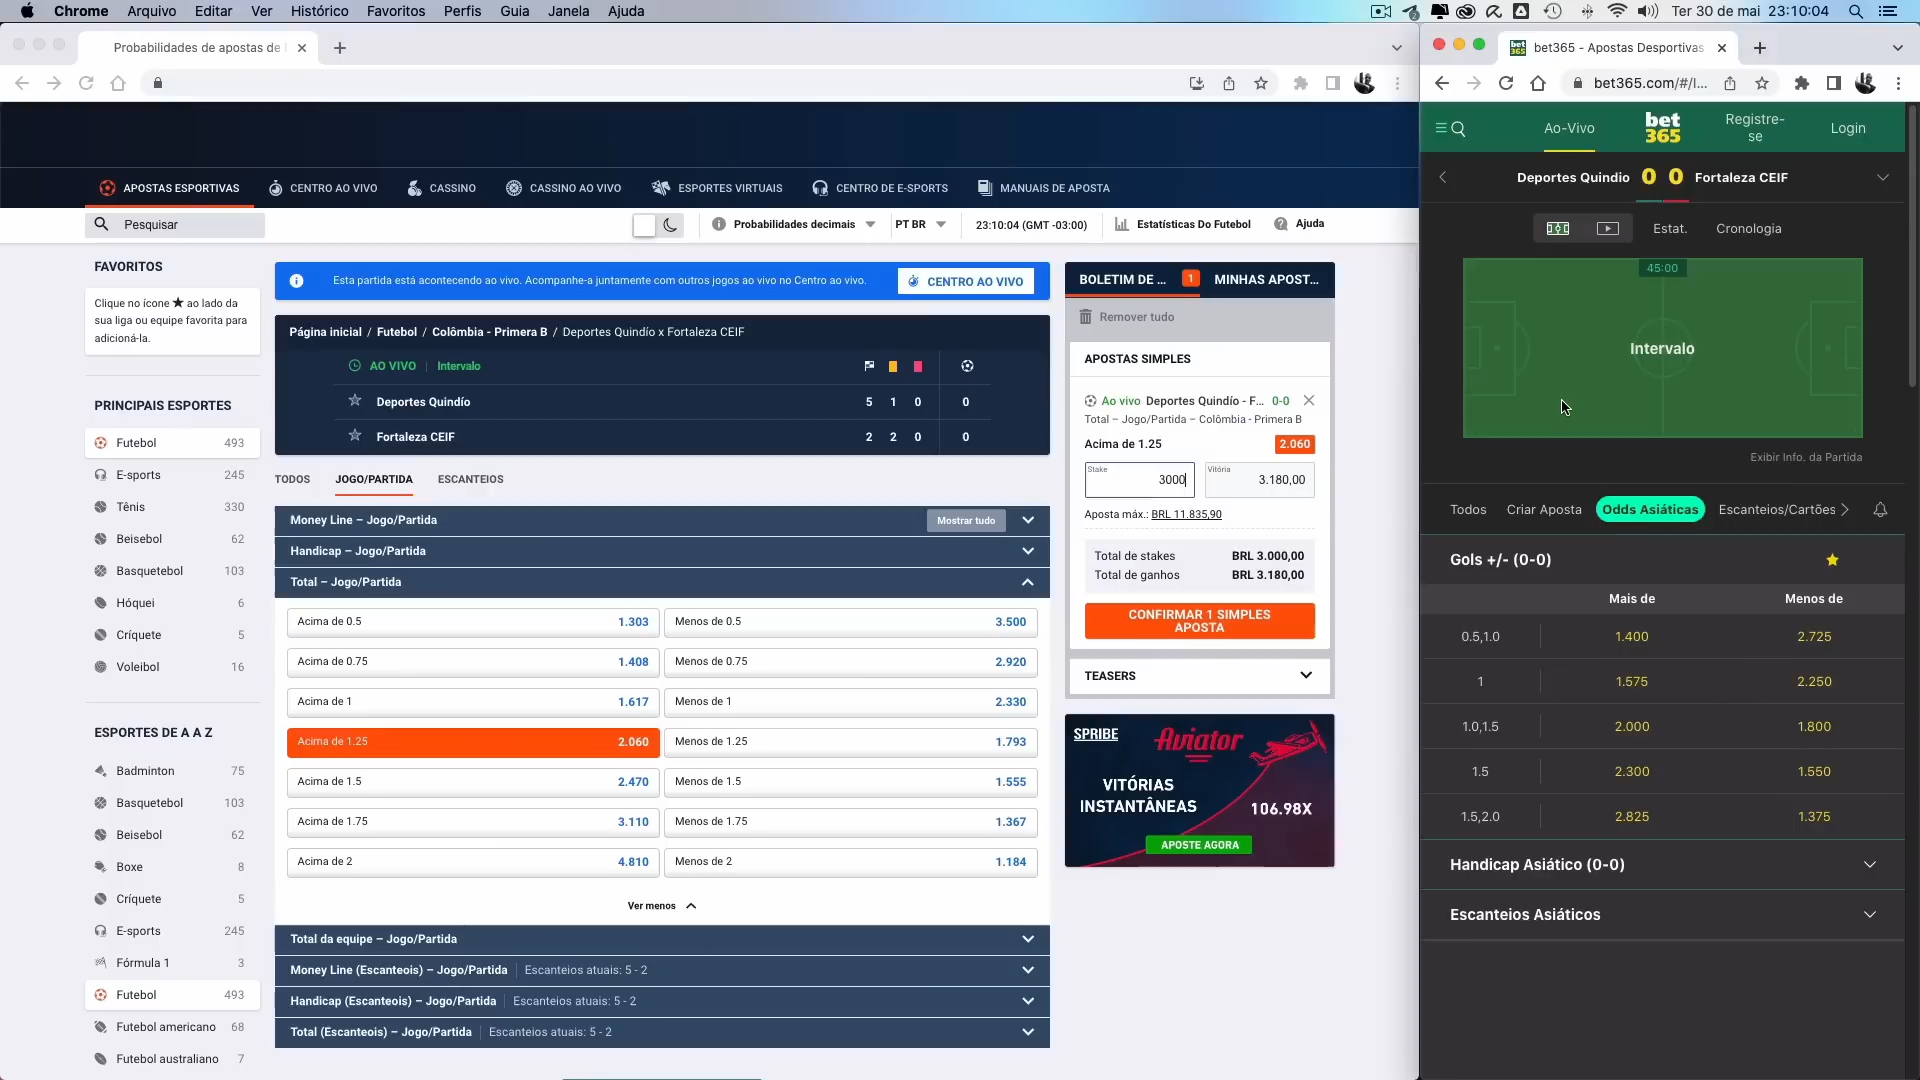 Chrome Arquivo Editar Ver Histórico Favoritos Perfis Guia Janela Ajuda
Ter 30 de mai 23:10:04
Probabilidades de apostas de
APOSTAS ESPORTIVAS
CENTRO AO VIVO
CASSINO
CASSINO AO VIVO
ESPORTES VIRTUAIS
CENTRO DE E-SPORTS
MANUAIS DE APOSTA
Pesquisar
Probabilidades decimais
PT BR
23:10:04 (GMT -03:00)
Estatísticas Do Futebol
Ajuda
FAVORITOS
Clique no ícone ★ ao lado da
sua liga ou equipe favorita para
adicioná-la.
PRINCIPAIS ESPORTES
Futebol 493
E-sports 245
Tênis 330
Beisebol 62
Basquetebol 103
Hóquei 6
Críquete 5
Voleibol 16
ESPORTES DE A A Z
Badminton 75
Basquetebol 103
Beisebol 62
Boxe 8
Críquete 5
E-sports 245
Fórmula 1 3
Futebol 493
Futebol americano 68
Futebol australiano 7
Esta partida está acontecendo ao vivo. Acompanhe-a juntamente com outros jogos ao vivo no Centro ao vivo.
CENTRO AO VIVO
Página inicial / Futebol / Colômbia - Primera B / Deportes Quindío x Fortaleza CEIF
AO VIVO | Intervalo
Deportes Quindío 5 1 0 0
Fortaleza CEIF 2 2 0 0
TODOS JOGO/PARTIDA ESCANTEIOS
Money Line – Jogo/Partida Mostrar tudo
Handicap – Jogo/Partida
Total – Jogo/Partida
Acima de 0.5 1.303 Menos de 0.5 3.500
Acima de 0.75 1.408 Menos de 0.75 2.920
Acima de 1 1.617 Menos de 1 2.330
Acima de 1.25 2.060 Menos de 1.25 1.793
Acima de 1.5 2.470 Menos de 1.5 1.555
Acima de 1.75 3.110 Menos de 1.75 1.367
Acima de 2 4.810 Menos de 2 1.184
Ver menos
Total da equipe – Jogo/Partida
Money Line (Escanteois) – Jogo/Partida Escanteios atuais: 5 - 2
Handicap (Escanteois) – Jogo/Partida Escanteios atuais: 5 - 2
Total (Escanteois) – Jogo/Partida Escanteios atuais: 5 - 2
BOLETIM DE ... 1 MINHAS APOST...
Remover tudo
APOSTAS SIMPLES
Ao vivo Deportes Quindío - F... 0-0
Total – Jogo/Partida – Colômbia - Primera B
Acima de 1.25 2.060
Stake 3000
Vitória 3.180,00
Aposta máx.: BRL 11.835,90
Total de stakes BRL 3.000,00
Total de ganhos BRL 3.180,00
CONFIRMAR 1 SIMPLES
APOSTA
TEASERS
SPRIBE
Aviator
VITÓRIAS
INSTANTÂNEAS
106.98X
APOSTE AGORA
bet365 - Apostas Desportivas
bet365.com/#/I...
Ao-Vivo
bet
365
Registre-
se
Login
Deportes Quindio 0 0 Fortaleza CEIF
Estat. Cronologia
45:00
Intervalo
Exibir Info. da Partida
Todos Criar Aposta Odds Asiáticas Escanteios/Cartões
Gols +/- (0-0)
Mais de Menos de
0.5,1.0 1.400 2.725
1 1.575 2.250
1.0,1.5 2.000 1.800
1.5 2.300 1.550
1.5,2.0 2.825 1.375
Handicap Asiático (0-0)
Escanteios Asiáticos